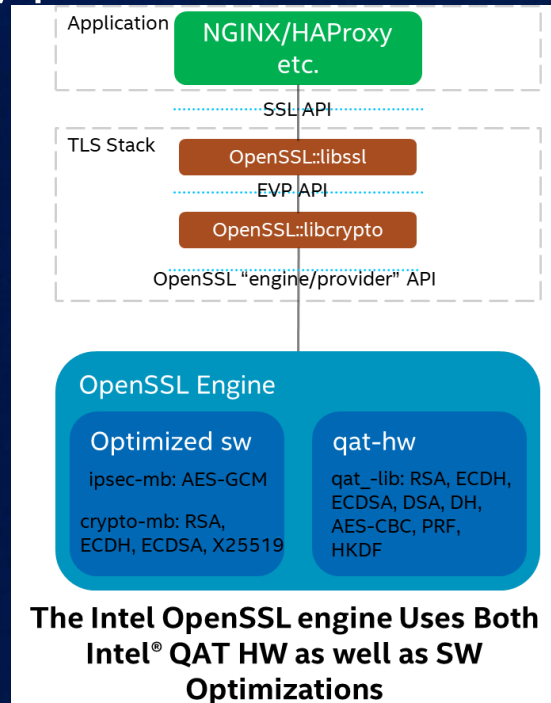 Application
NGINX/HAProxy
etc.
SSL API
TLS Stack
OpenSSL::libssl
EVP API
OpenSSL::libcrypto
OpenSSL “engine/provider” API
OpenSSL Engine
Optimized sw
ipsec-mb: AES-GCM
crypto-mb: RSA,
ECDH, ECDSA, X25519
qat-hw
qat_-lib: RSA, ECDH,
ECDSA, DSA, DH,
AES-CBC, PRF,
HKDF
The Intel OpenSSL engine Uses Both
Intel® QAT HW as well as SW
Optimizations